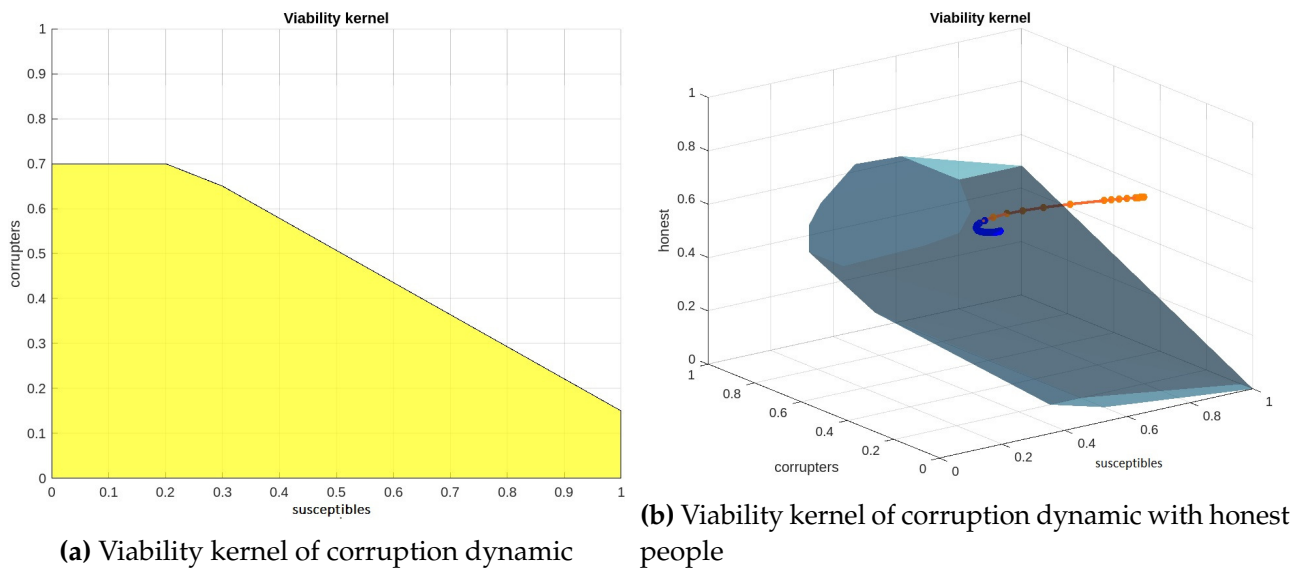 Viability kernel
1
0.9
0.8
0.7
0.6
0.5
0.4
0.3
0.2
0.1
0
corrupters
0 0.1 0.2 0.3 0.4 0.5 0.6 0.7 0.8 0.9 1
susceptibles
(a) Viability kernel of corruption dynamic
Viability kernel
1
0.8
0.6
0.4
0.2
0
honest
1
0.8
0.6
0.4
0.2
0
corrupters
0
0.2
0.4
0.6
0.8
1
susceptibles
(b) Viability kernel of corruption dynamic with honest
people